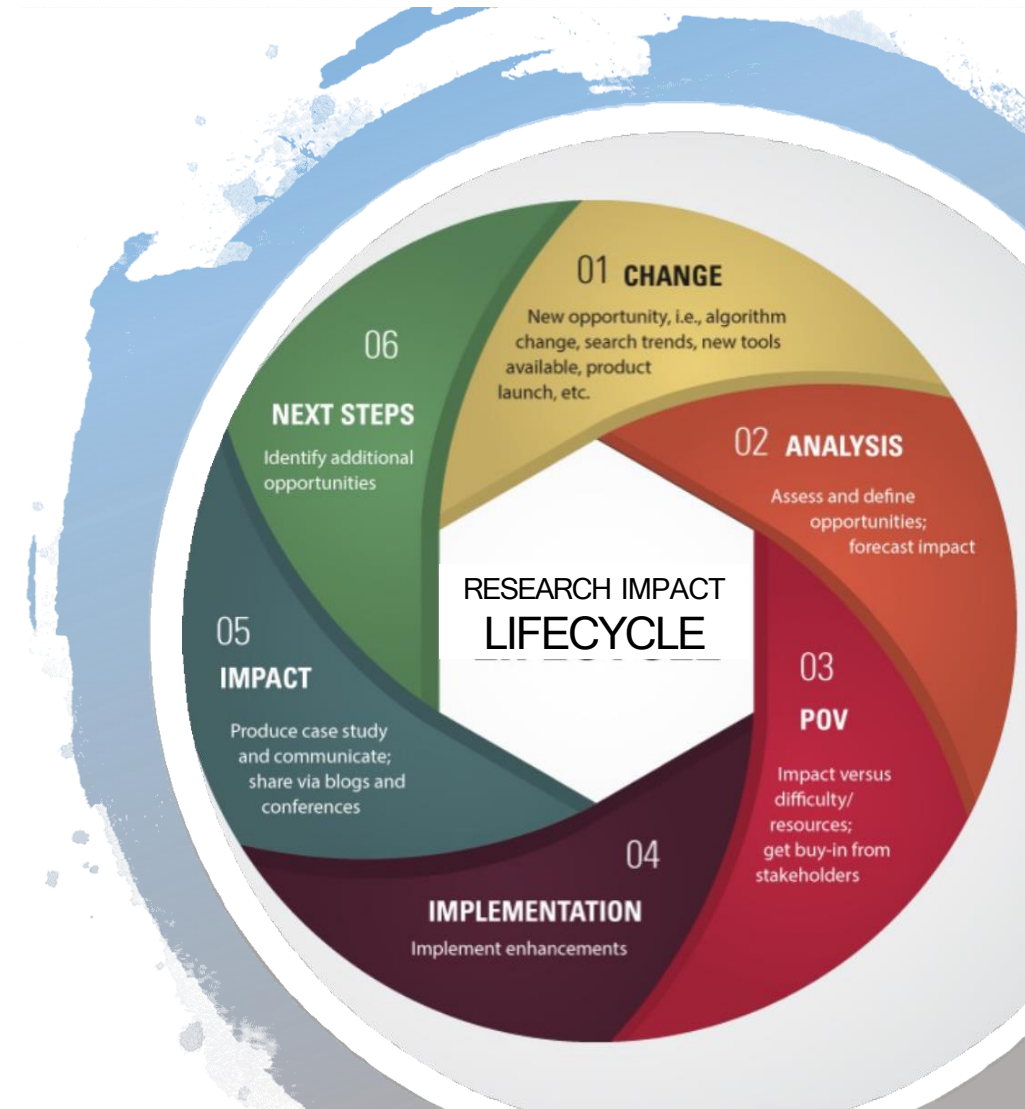 01 CHANGE
New opportunity, i.e., algorithm
change, search trends, new tools
available, product
launch, etc.
02 ANALYSIS
Assess and define
opportunities;
forecast impact
03
POV
Impact versus
difficulty/
resources;
get buy-in from
stakeholders
04
IMPLEMENTATION
Implement enhancements
05
IMPACT
Produce case study
and communicate;
share via blogs and
conferences
06
NEXT STEPS
Identify additional
opportunities
RESEARCH IMPACT
LIFECYCLE